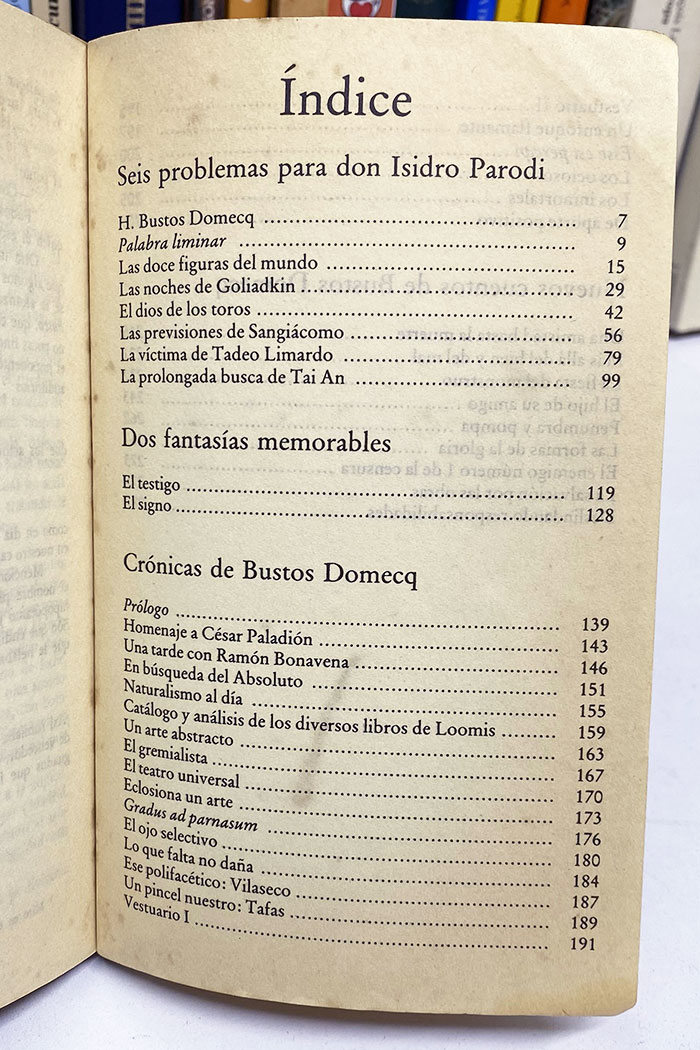 Índice
Seis problemas para don Isidro Parodi
H. Bustos Domecq ........ 7
Palabra liminar ........ 9
Las doce figuras del mundo ........ 15
Las noches de Goliadkin ........ 29
El dios de los toros ........ 42
Las previsiones de Sangiácomo ........ 56
La víctima de Tadeo Limardo ........ 79
La prolongada busca de Tai An ........ 99
Dos fantasías memorables
El testigo ........ 119
El signo ........ 128
Crónicas de Bustos Domecq
Prólogo ........ 139
Homenaje a César Paladión ........ 143
Una tarde con Ramón Bonavena ........ 146
En búsqueda del Absoluto ........ 151
Naturalismo al día ........ 155
Catálogo y análisis de los diversos libros de Loomis ........ 159
Un arte abstracto ........ 163
El gremialista ........ 167
El teatro universal ........ 170
Eclosiona un arte ........ 173
Gradus ad parnasum ........ 176
El ojo selectivo ........ 180
Lo que falta no daña ........ 184
Ese polifacético: Vilaseco ........ 187
Un pincel nuestro: Tafas ........ 189
Vestuario I ........ 191